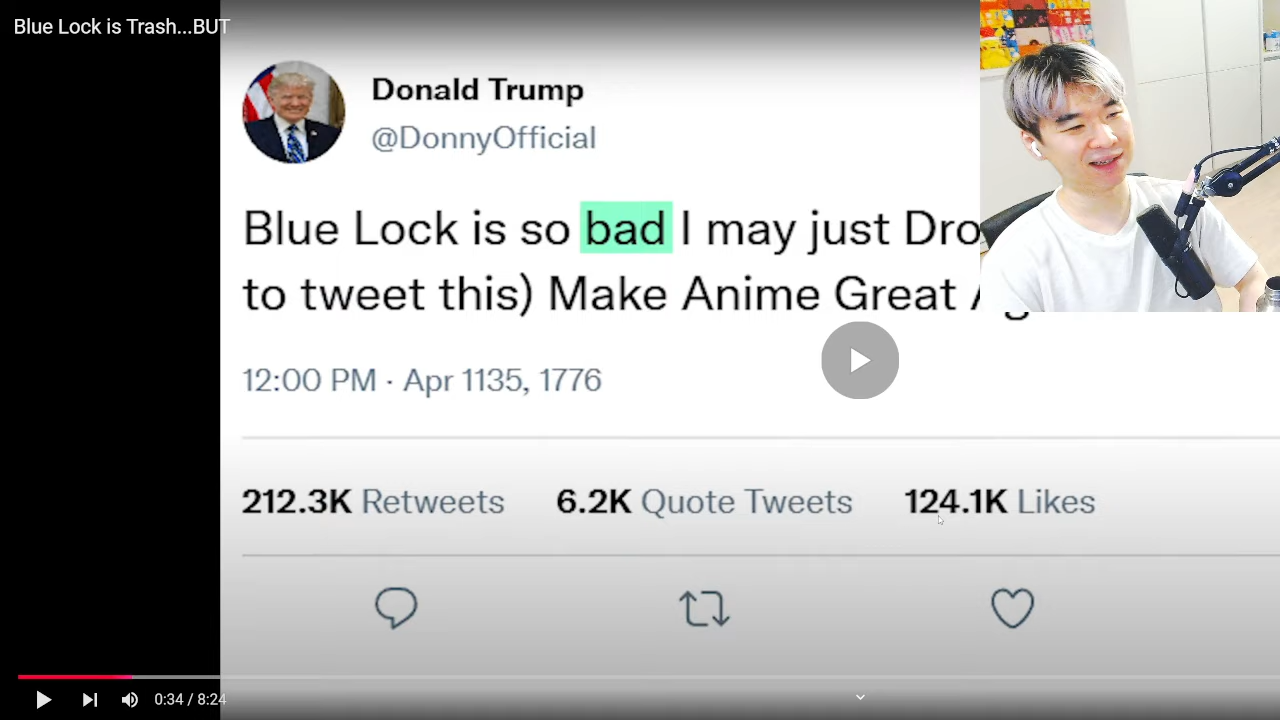 Blue Lock is Trash...BUT
Donald Trump
@DonnyOfficial
Blue Lock is so bad I may just Dro
to tweet this) Make Anime Great
12:00 PM · Apr 1135, 1776
212.3K Retweets 6.2K Quote Tweets 124.1K Likes
0:34 / 8:24